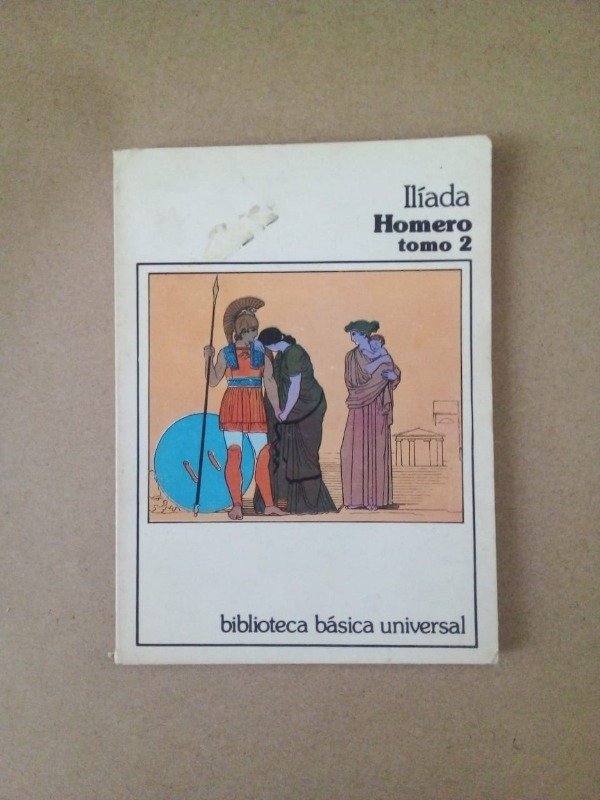 Ilíada
Homero
tomo 2
biblioteca básica universal